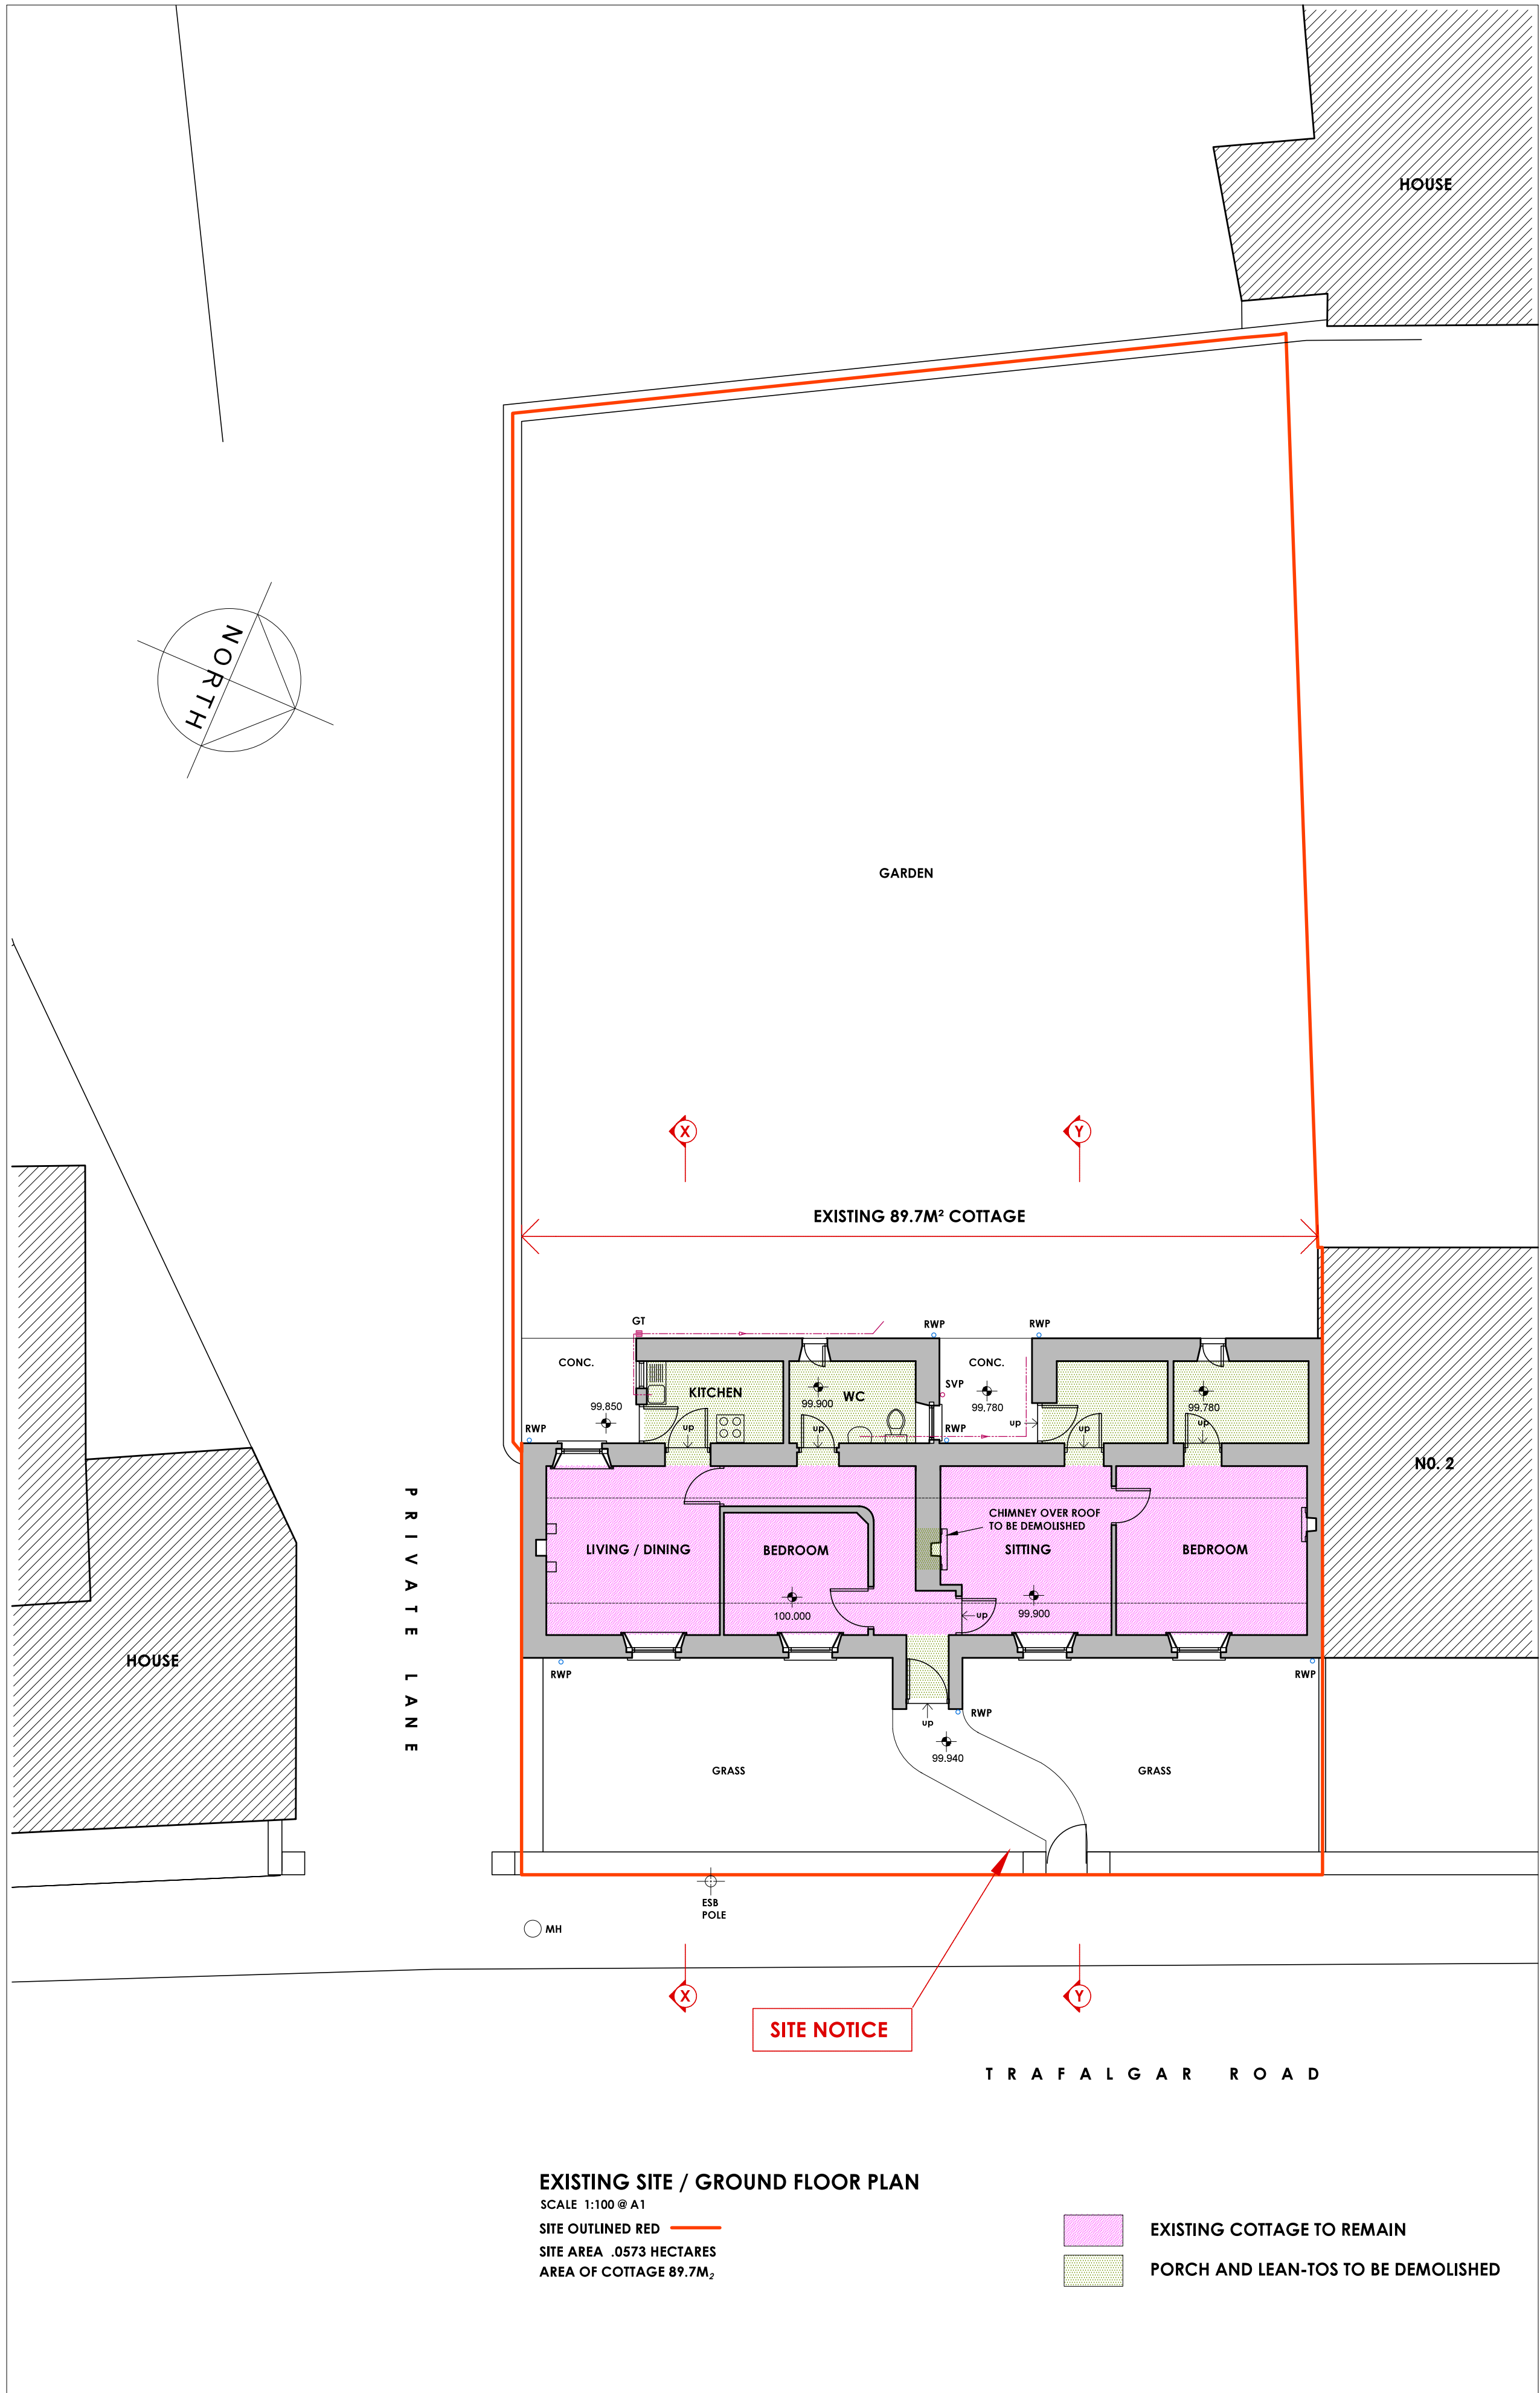 HOUSE
NORTH
GARDEN
X
Y
EXISTING 89.7M² COTTAGE
GT
RWP
RWP
CONC.
CONC.
KITCHEN
WC
99.900
SVP
99.780
99.780
99.850
RWP
RWP
up
up
up
up
up
N0. 2
CHIMNEY OVER ROOF
TO BE DEMOLISHED
LIVING / DINING
BEDROOM
SITTING
BEDROOM
100.000
99.900
up
PRIVATE LANE
HOUSE
RWP
RWP
RWP
up
99.940
GRASS
GRASS
ESB
POLE
MH
X
Y
SITE NOTICE
TRAFALGAR ROAD
EXISTING SITE / GROUND FLOOR PLAN
SCALE 1:100 @ A1
SITE OUTLINED RED
SITE AREA .0573 HECTARES
AREA OF COTTAGE 89.7M₂
EXISTING COTTAGE TO REMAIN
PORCH AND LEAN-TOS TO BE DEMOLISHED